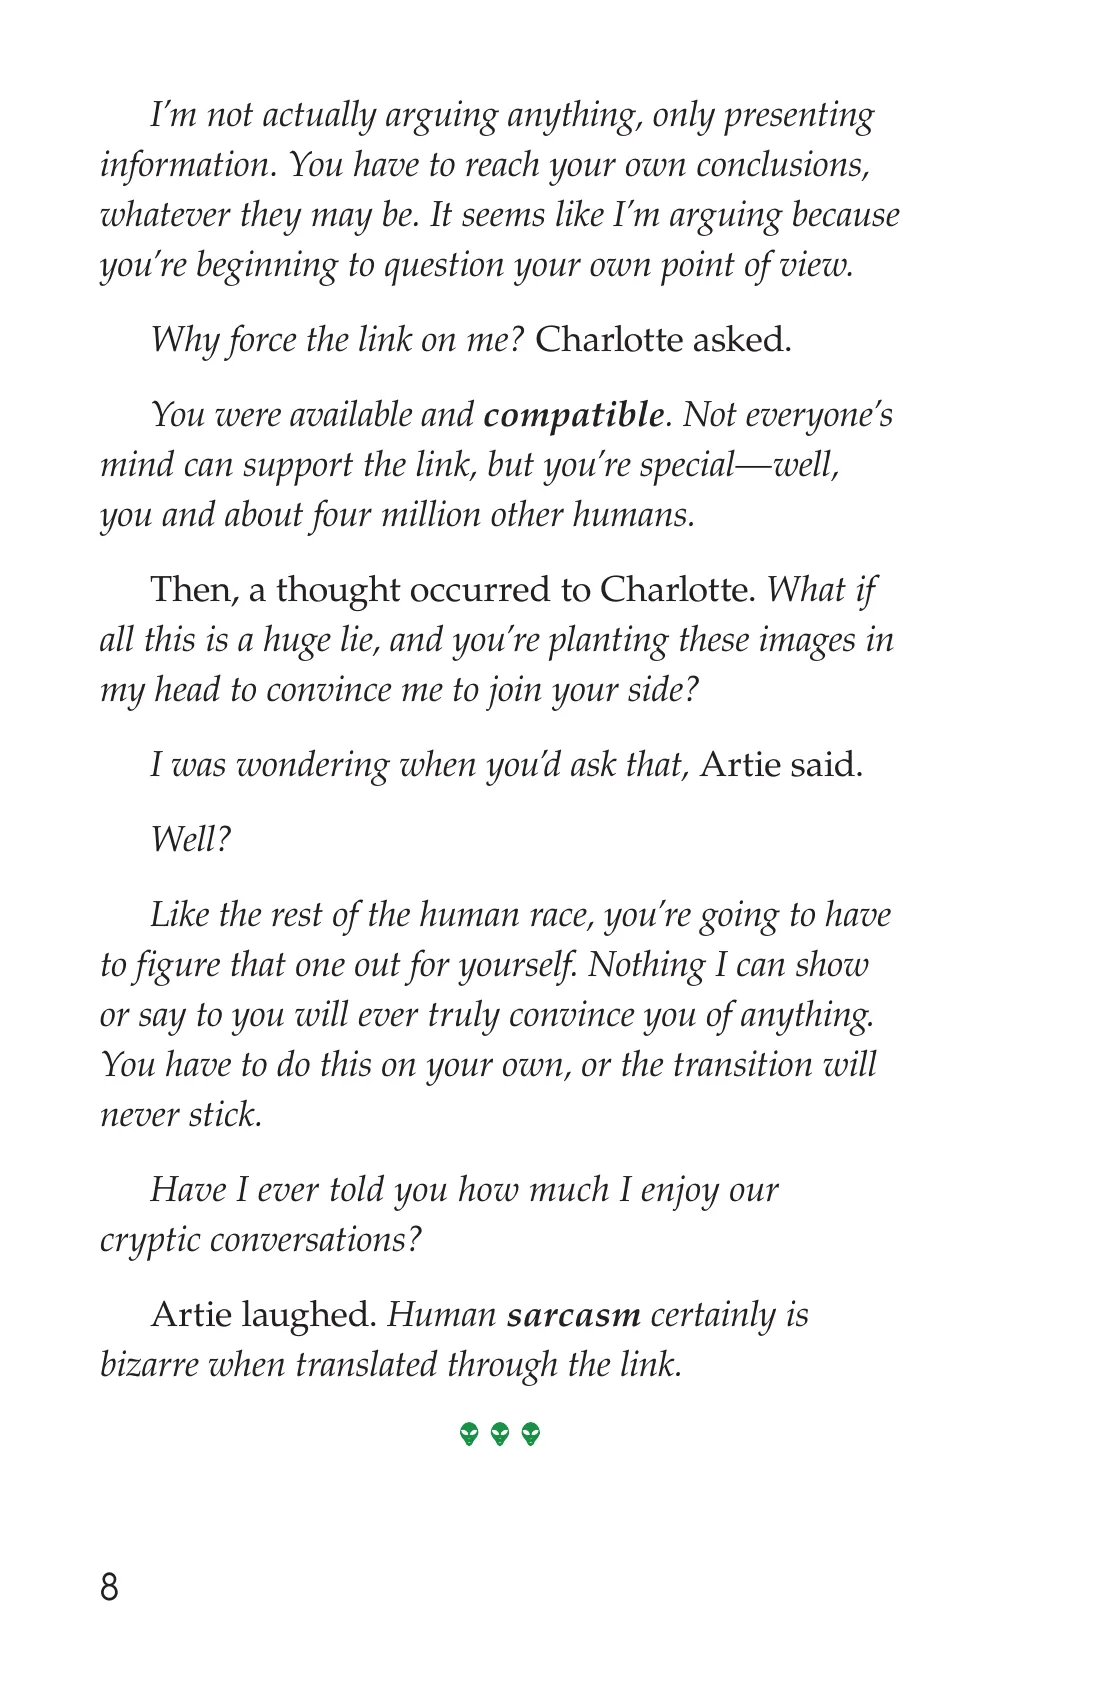 I’m not actually arguing anything, only presenting
information. You have to reach your own conclusions,
whatever they may be. It seems like I’m arguing because
you’re beginning to question your own point of view.
Why force the link on me? Charlotte asked.
You were available and compatible. Not everyone’s
mind can support the link, but you’re special—well,
you and about four million other humans.
Then, a thought occurred to Charlotte. What if
all this is a huge lie, and you’re planting these images in
my head to convince me to join your side?
I was wondering when you’d ask that, Artie said.
Well?
Like the rest of the human race, you’re going to have
to figure that one out for yourself. Nothing I can show
or say to you will ever truly convince you of anything.
You have to do this on your own, or the transition will
never stick.
Have I ever told you how much I enjoy our
cryptic conversations?
Artie laughed. Human sarcasm certainly is
bizarre when translated through the link.
8